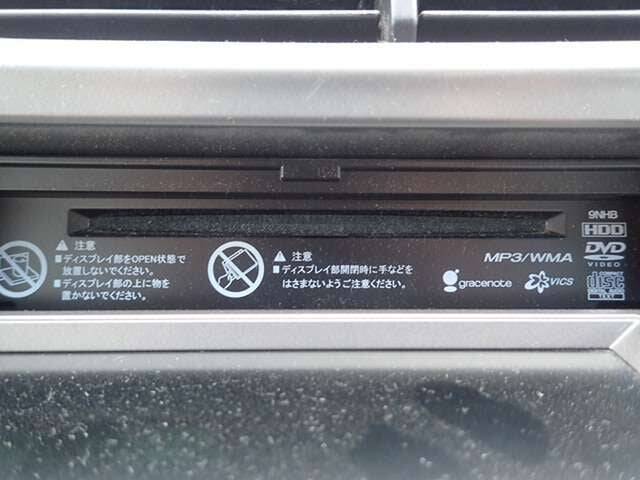 注意
■ディスプレイ部をOPEN状態で
放置しないでください。
■ディスプレイ部の上に物を
置かないでください。
注意
■ディスプレイ部開閉時に手などを
はさまないようご注意ください。
MP3/WMA
gracenote
VICS
9NHB
HDD
DVD
VIDEO
COMPACT
DISC
DIGITAL AUDIO
TEXT